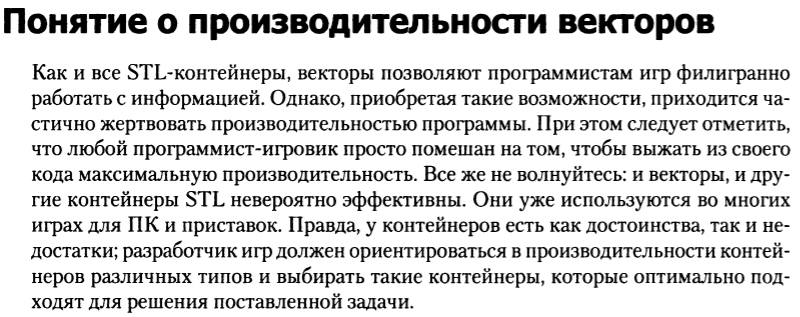 Понятие о производительности векторов
Как и все STL-контейнеры, векторы позволяют программистам игр филигранно
работать с информацией. Однако, приобретая такие возможности, приходится ча-
стично жертвовать производительностью программы. При этом следует отметить,
что любой программист-игровик просто помешан на том, чтобы выжать из своего
кода максимальную производительность. Все же не волнуйтесь: и векторы, и дру-
гие контейнеры STL невероятно эффективны. Они уже используются во многих
играх для ПК и приставок. Правда, у контейнеров есть как достоинства, так и не-
достатки; разработчик игр должен ориентироваться в производительности контей-
неров различных типов и выбирать такие контейнеры, которые оптимально под-
ходят для решения поставленной задачи.